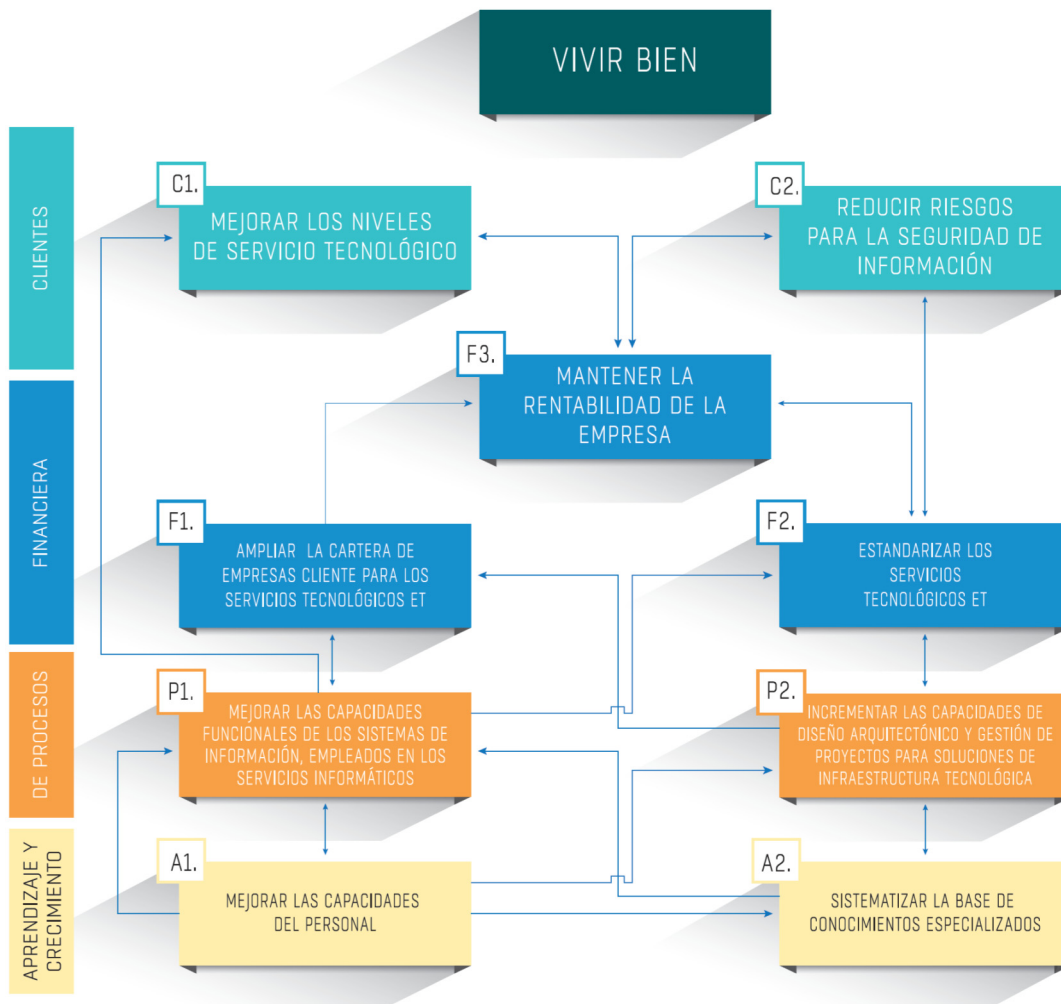 VIVIR BIEN
CLIENTES
C1.
MEJORAR LOS NIVELES
DE SERVICIO TECNOLÓGICO
C2.
REDUCIR RIESGOS
PARA LA SEGURIDAD DE
INFORMACIÓN
FINANCIERA
F3.
MANTENER LA
RENTABILIDAD DE LA
EMPRESA
F1.
AMPLIAR LA CARTERA DE
EMPRESAS CLIENTE PARA LOS
SERVICIOS TECNOLÓGICOS ET
F2.
ESTANDARIZAR LOS
SERVICIOS
TECNOLÓGICOS ET
DE PROCESOS
P1.
MEJORAR LAS CAPACIDADES
FUNCIONALES DE LOS SISTEMAS DE
INFORMACIÓN, EMPLEADOS EN LOS
SERVICIOS INFORMÁTICOS
P2.
INCREMENTAR LAS CAPACIDADES DE
DISEÑO ARQUITECTÓNICO Y GESTIÓN DE
PROYECTOS PARA SOLUCIONES DE
INFRAESTRUCTURA TECNOLÓGICA
APRENDIZAJE Y
CRECIMIENTO
A1.
MEJORAR LAS CAPACIDADES
DEL PERSONAL
A2.
SISTEMATIZAR LA BASE DE
CONOCIMIENTOS ESPECIALIZADOS